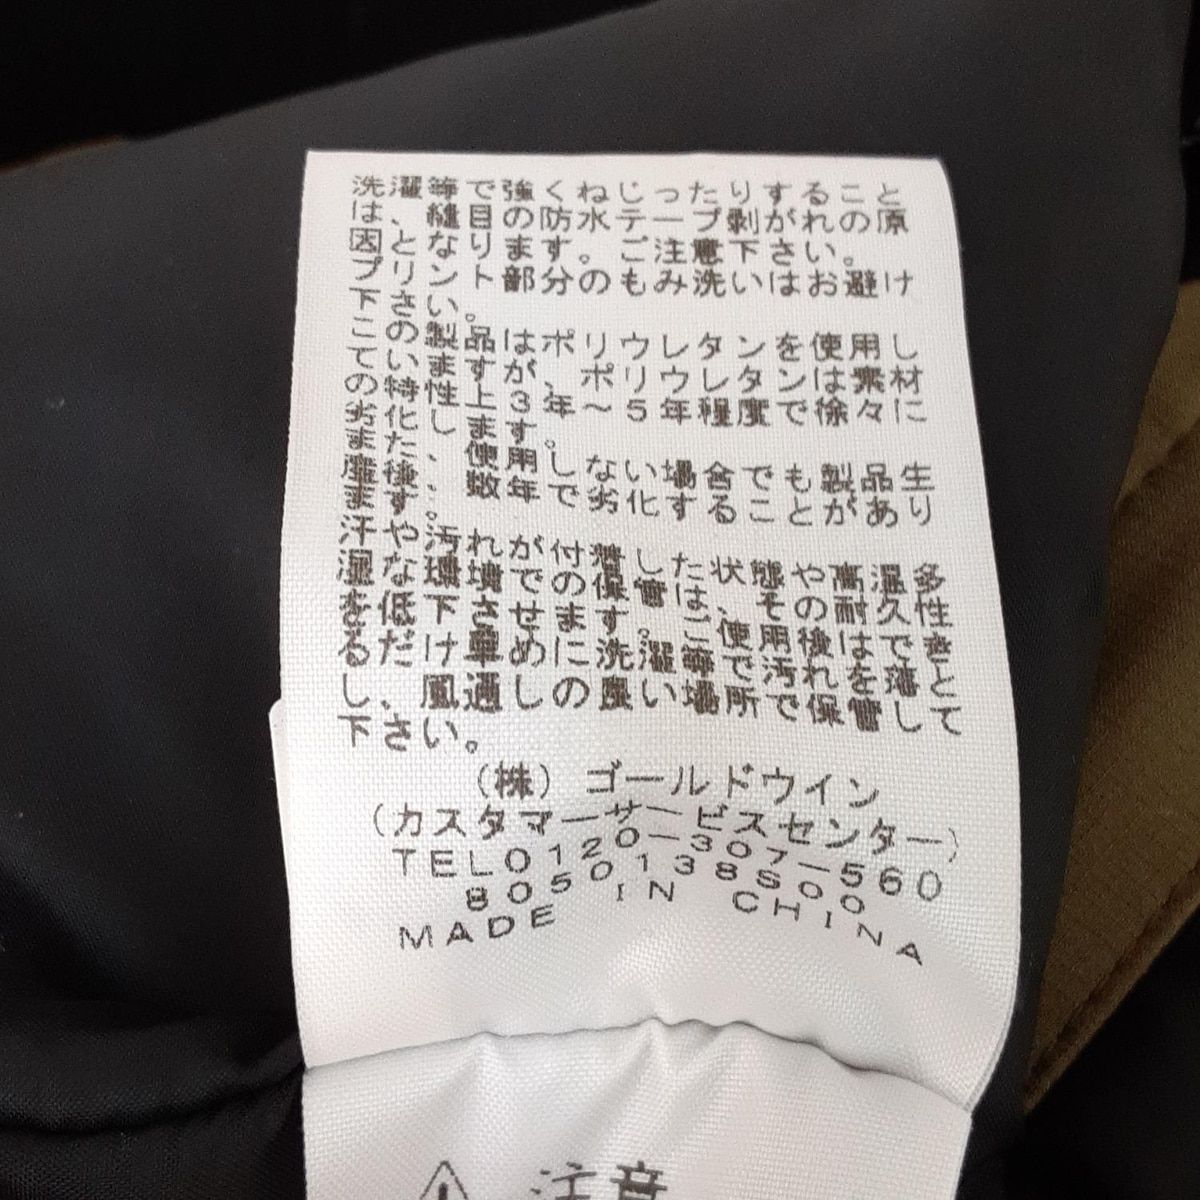 洗濯等で強くねじったりすること
は、縫目の防水テープ剥がれの原
因となります。ご注意下さい。
プリント部分のもみ洗いはお避け
下さい。
この製品はポリウレタンを使用し
ていますが、ポリウレタンは素材
の特性上3年～5年程度で徐々に
劣化します。
また、使用しない場合でも製品生
産後数年で劣化することがあり
ます。
汗や汚れが付着した状態や高温多
湿な環境での保管は、その耐久性
を低下させます。ご使用後はできる
だけ単めに洗濯等で汚れを落と
し、風通しの良い場所で保管して
下さい。
(株)ゴールドウイン
(カスタマーサービスセンター)
TEL0120-307-560
8050138S00
MADE IN CHINA
注意